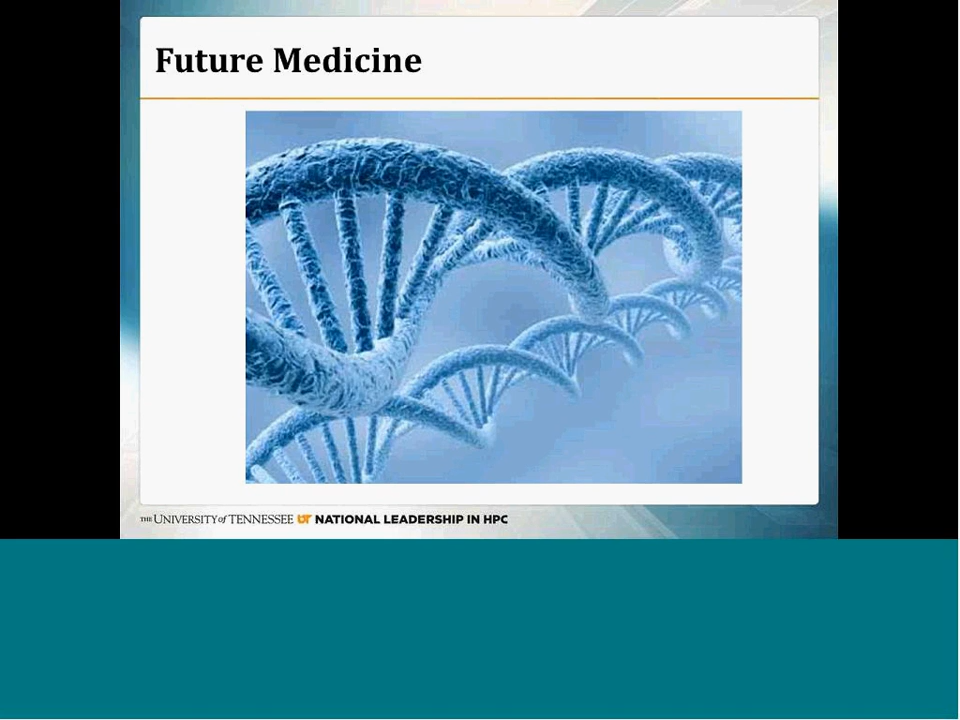 Future Medicine
THE UNIVERSITY of TENNESSEE UT NATIONAL LEADERSHIP IN HPC